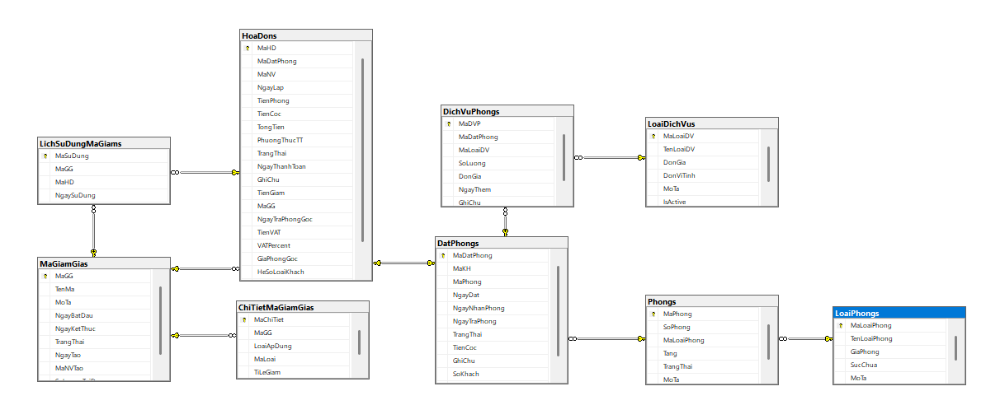 HoaDons
MaHD
MaDatPhong
MaNV
NgayLap
TienPhong
TienCoc
TongTien
PhuongThucTT
TrangThai
NgayThanhToan
GhiChu
TienGiam
MaGG
NgayTraPhongGoc
TienVAT
VATPercent
GiaPhongGoc
HeSoLoaiKhach
LichSuDungMaGiams
MaSuDung
MaGG
MaHD
NgaySuDung
MaGiamGias
MaGG
TenMa
MoTa
NgayBatDau
NgayKetThuc
TrangThai
NgayTao
MaNVTao
ChiTietMaGiamGias
MaChiTiet
MaGG
LoaiApDung
MaLoai
TiLeGiam
DichVuPhongs
MaDVP
MaDatPhong
MaLoaiDV
SoLuong
DonGia
NgayThem
GhiChu
LoaiDichVus
MaLoaiDV
TenLoaiDV
DonGia
DonViTinh
MoTa
IsActive
DatPhongs
MaDatPhong
MaKH
MaPhong
NgayDat
NgayNhanPhong
NgayTraPhong
TrangThai
TienCoc
GhiChu
SoKhach
Phongs
MaPhong
SoPhong
MaLoaiPhong
Tang
TrangThai
MoTa
LoaiPhongs
MaLoaiPhong
TenLoaiPhong
GiaPhong
SucChua
MoTa